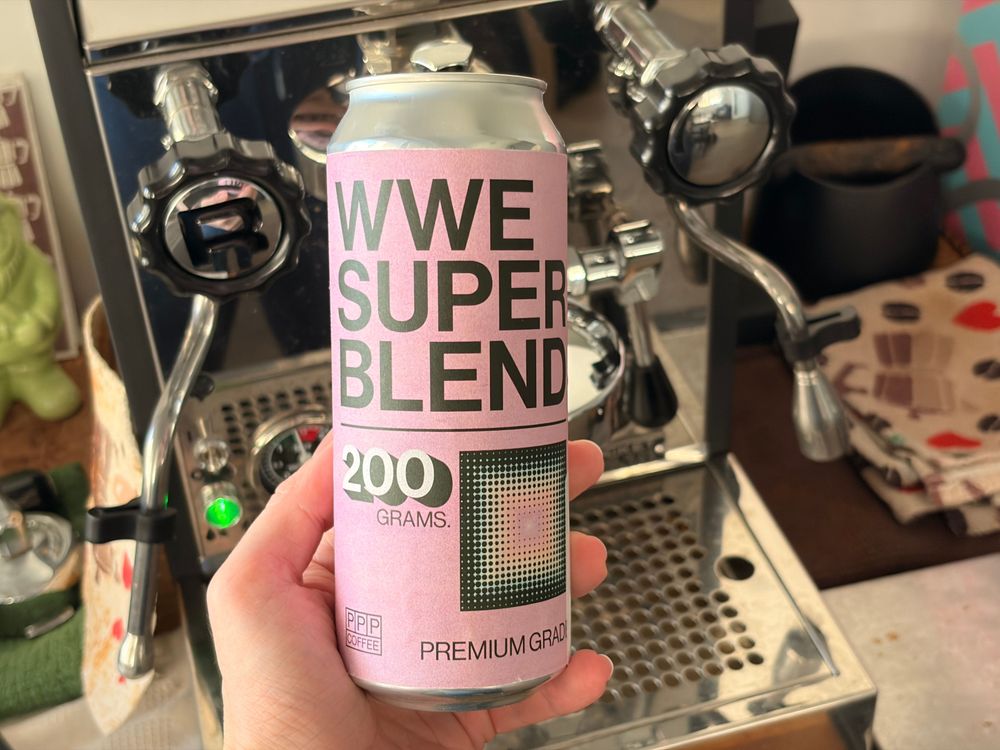 WWE
SUPER
BLEND
200
GRAMS.
PPP
COFFEE
PREMIUM GRAD
R